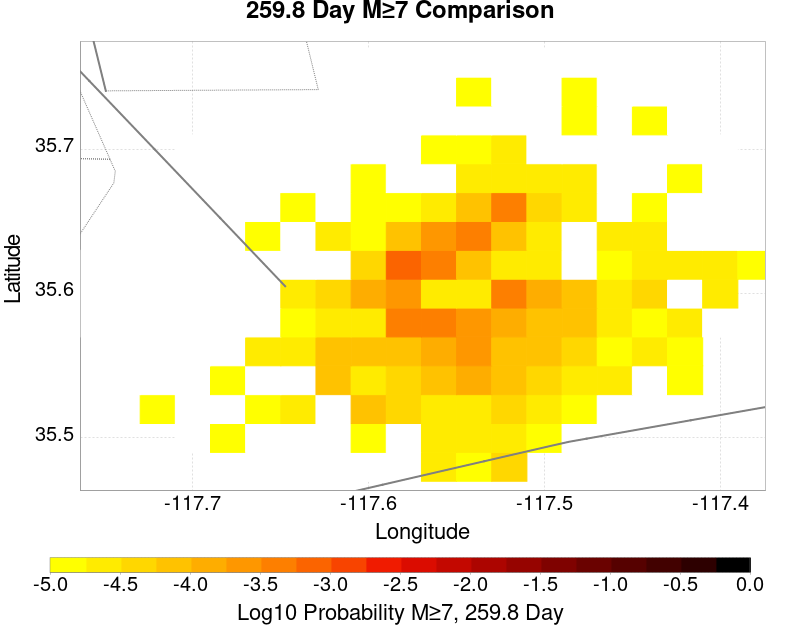 259.8 Day M≥7 Comparison
35.7
35.6
35.5
Latitude
-117.7 -117.6 -117.5 -117.4
Longitude
-5.0 -4.5 -4.0 -3.5 -3.0 -2.5 -2.0 -1.5 -1.0 -0.5 0.0
Log10 Probability M≥7, 259.8 Day